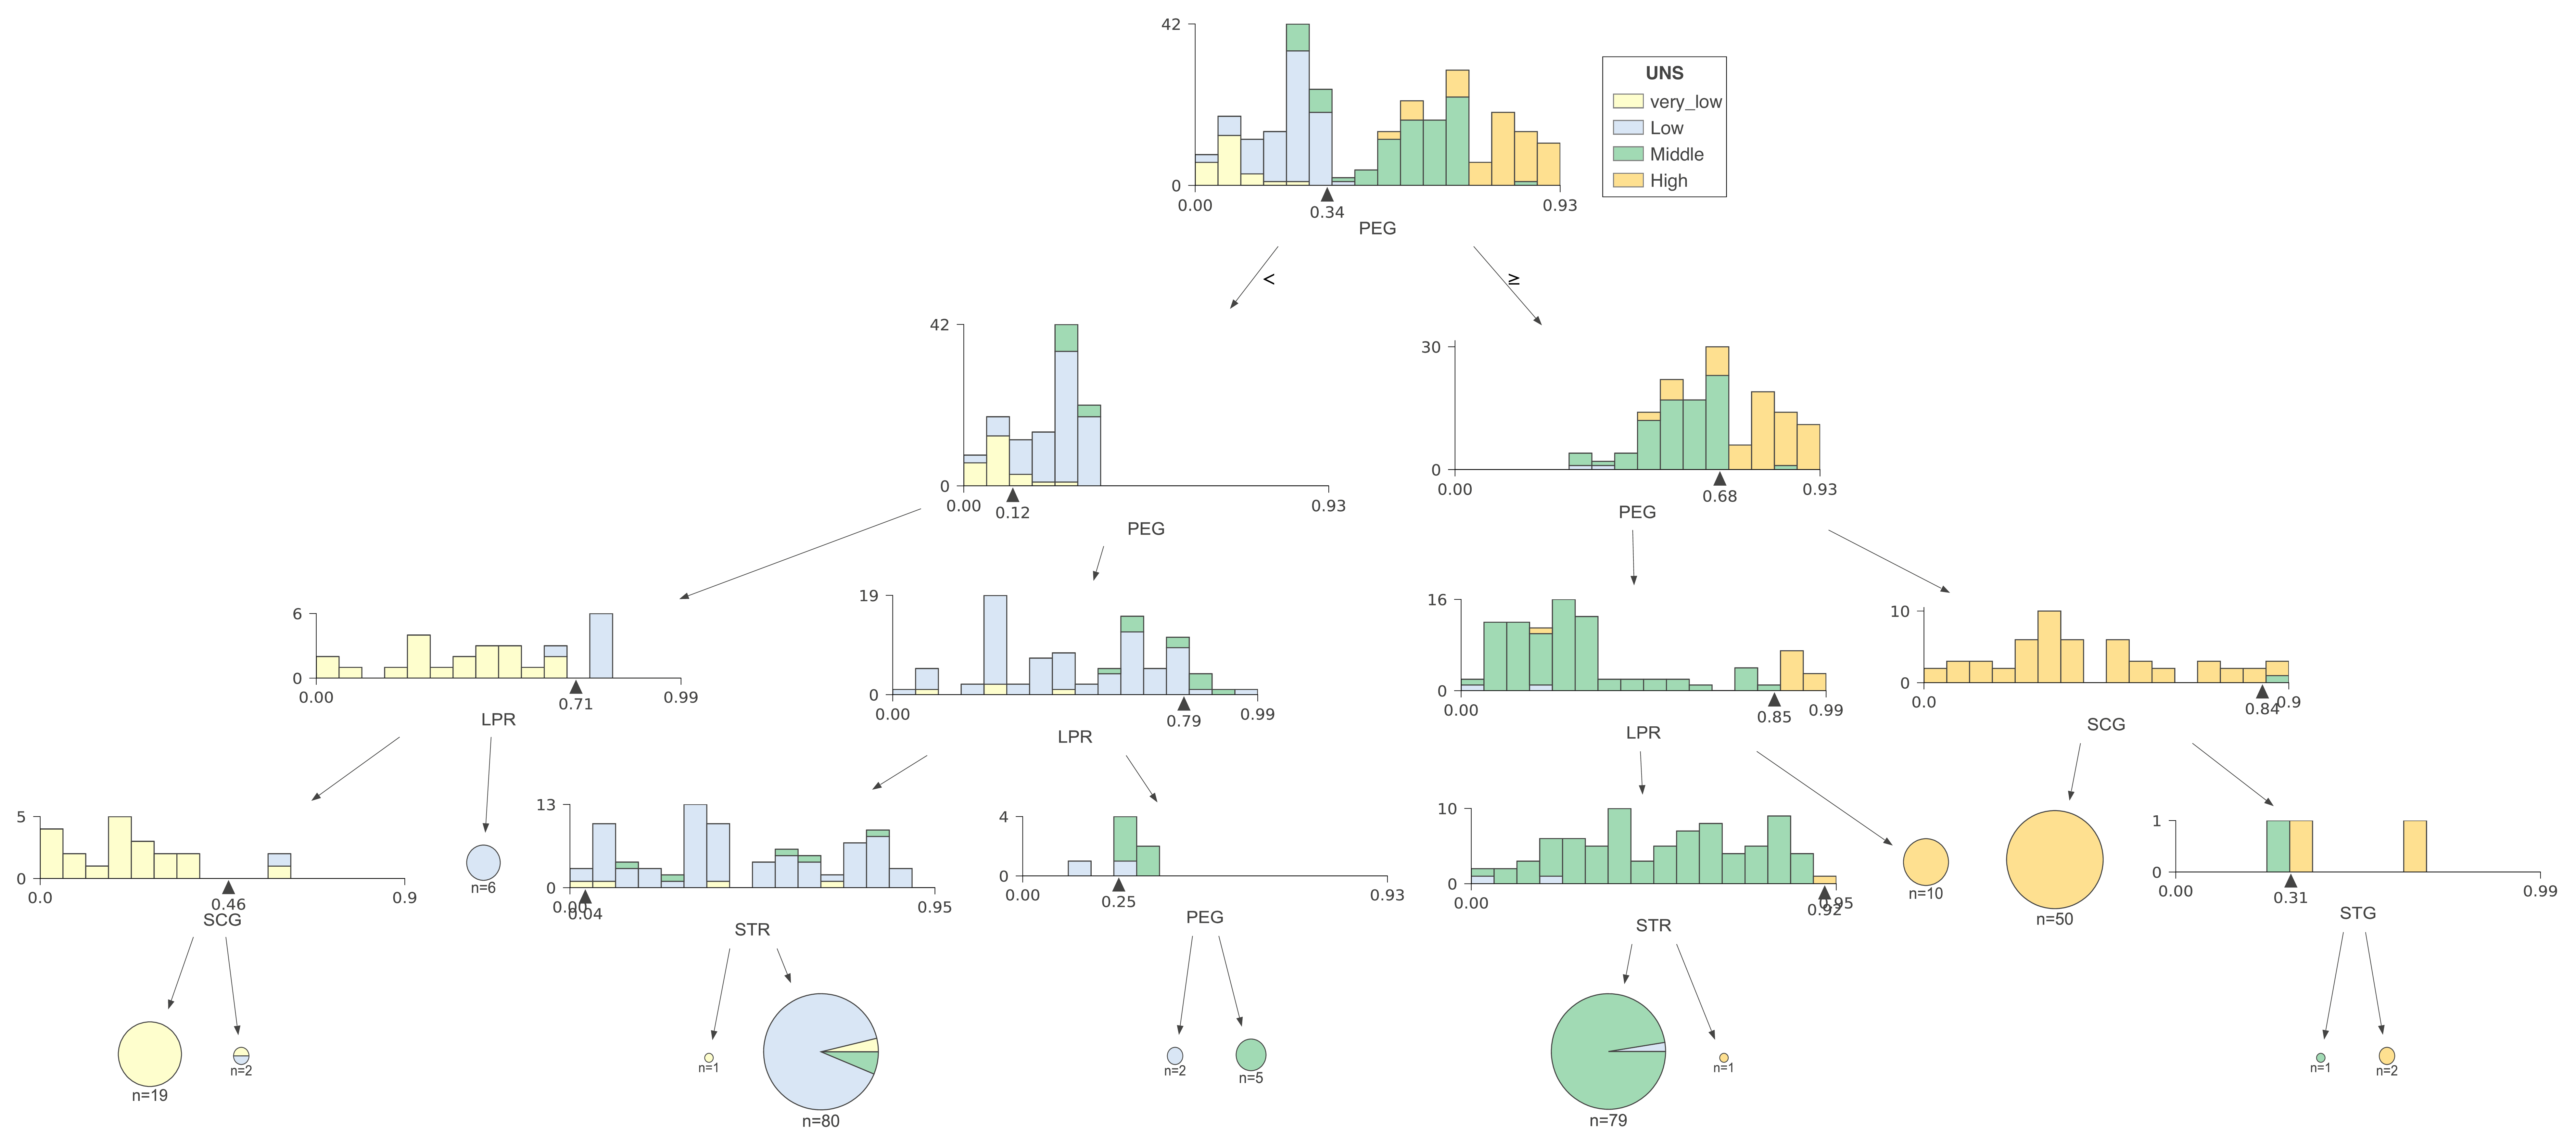 42
0
0.00
0.34
0.93
PEG
UNS
very_low
Low
Middle
High
<
≥
42
0
0.00
0.12
0.93
PEG
30
0
0.00
0.68
0.93
PEG
6
0
0.00
0.71
0.99
LPR
19
0
0.00
0.79
0.99
LPR
16
0
0.00
0.85
0.99
LPR
10
0
0.0
0.84
0.9
SCG
5
0
0.0
0.46
0.9
SCG
n=6
13
0
0.00
0.04
0.95
STR
4
0
0.00
0.25
0.93
PEG
10
0
0.00
0.92
0.95
STR
n=10
n=50
1
0
0.00
0.31
0.99
STG
n=19
n=2
n=1
n=80
n=2
n=5
n=79
n=1
n=1
n=2